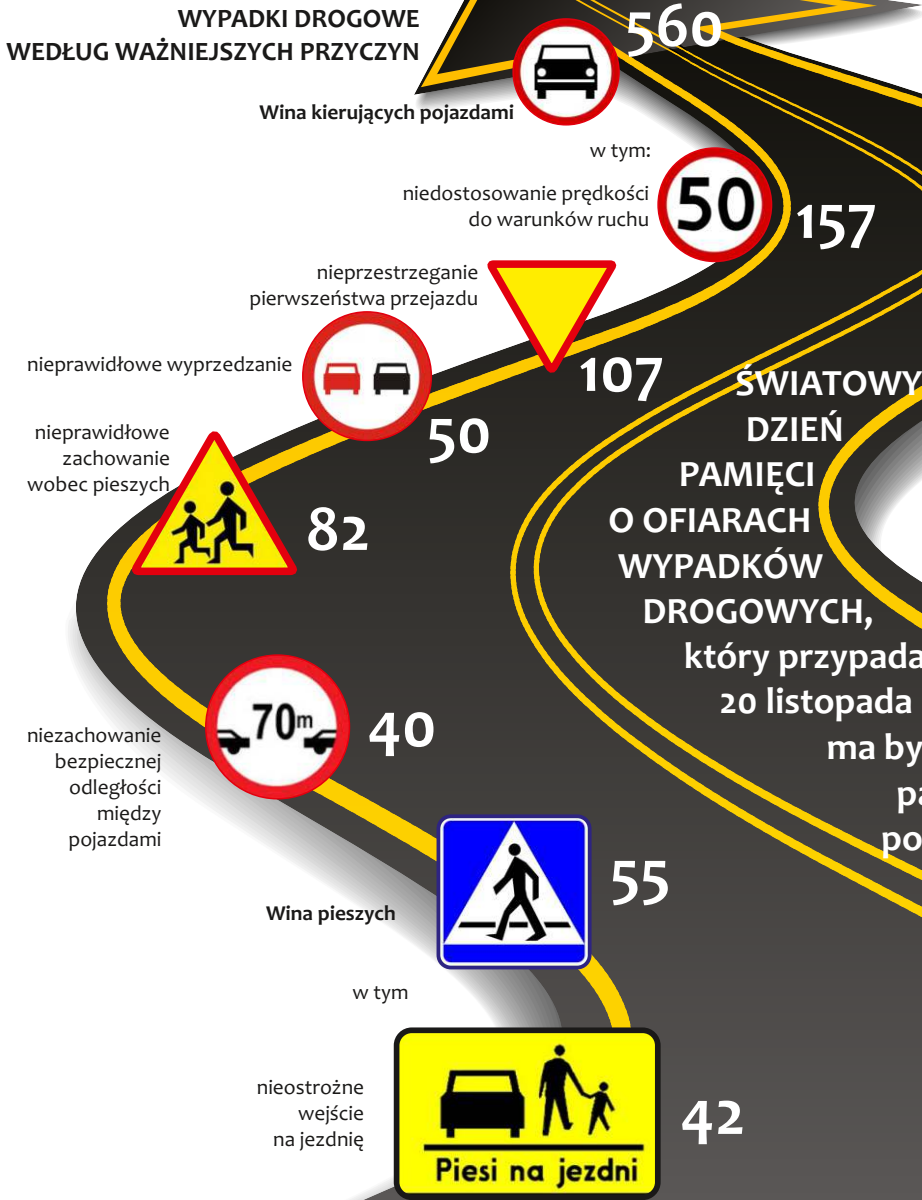 WYPADKI DROGOWE
WEDŁUG WAŻNIEJSZYCH PRZYCZYN
560
Wina kierujących pojazdami
w tym:
niedostosowanie prędkości
do warunków ruchu
50
157
nieprzestrzeganie
pierwszeństwa przejazdu
107
nieprawidłowe wyprzedzanie
50
nieprawidłowe
zachowanie
wobec pieszych
82
niezachowanie
bezpiecznej
odległości
między
pojazdami
70m
40
Wina pieszych
55
w tym
nieostrożne
wejście
na jezdnię
Piesi na jezdni
42
ŚWIATOWY
DZIEŃ
PAMIĘCI
O OFIARACH
WYPADKÓW
DROGOWYCH,
który przypada
20 listopada
ma